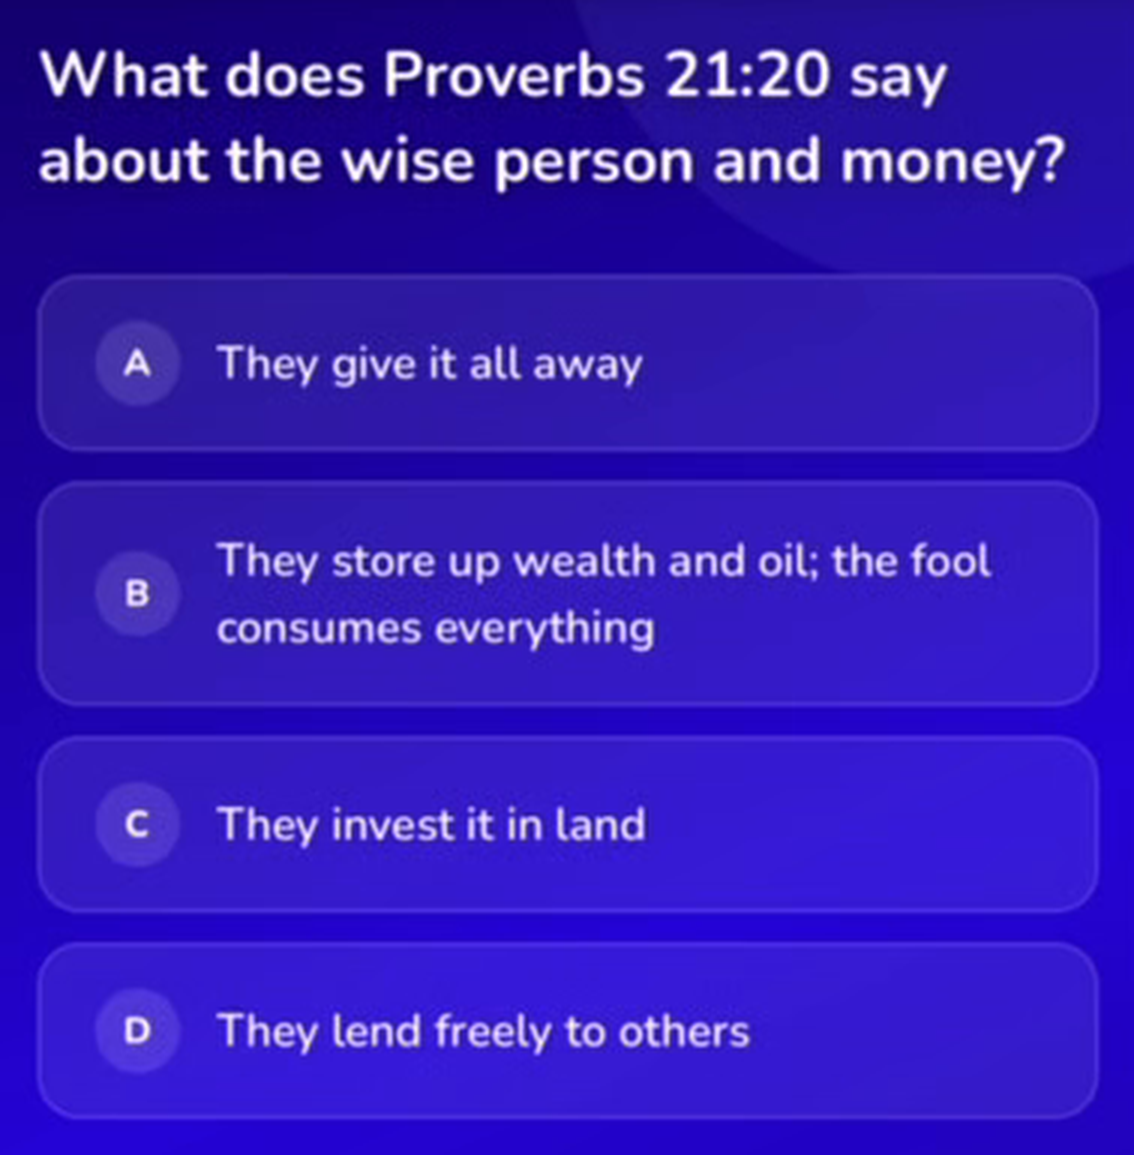 What does Proverbs 21:20 say
about the wise person and money?
A They give it all away
B They store up wealth and oil; the fool
consumes everything
C They invest it in land
D They lend freely to others